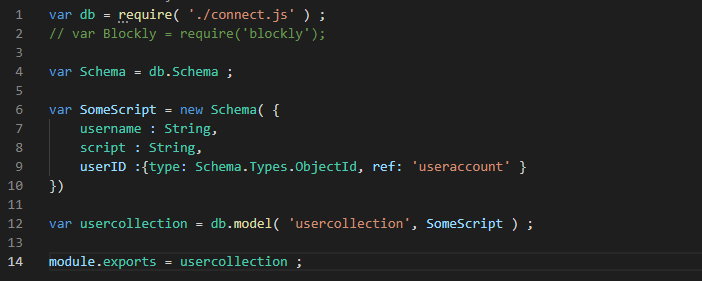 1 var db = require( './connect.js' ) ;
2 // var Blockly = require('blockly');
3
4 var Schema = db.Schema ;
5
6 var SomeScript = new Schema( {
7 username : String,
8 script : String,
9 userID :{type: Schema.Types.ObjectId, ref: 'useraccount' }
10 })
11
12 var usercollection = db.model( 'usercollection', SomeScript ) ;
13
14 module.exports = usercollection ;